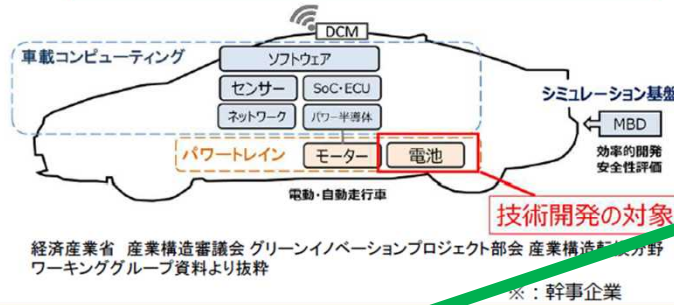 DCM
車載コンピューティング
ソフトウェア
センサー
SoC・ECU
ネットワーク
パワー半導体
シミュレーション基盤
MBD
効率的開発
安全性評価
パワートレイン
モーター
電池
電動・自動走行車
技術開発の対象
経済産業省 産業構造審議会 グリーンイノベーションプロジェクト部会 産業構造転換分野
ワーキンググループ資料より抜粋
※：幹事企業